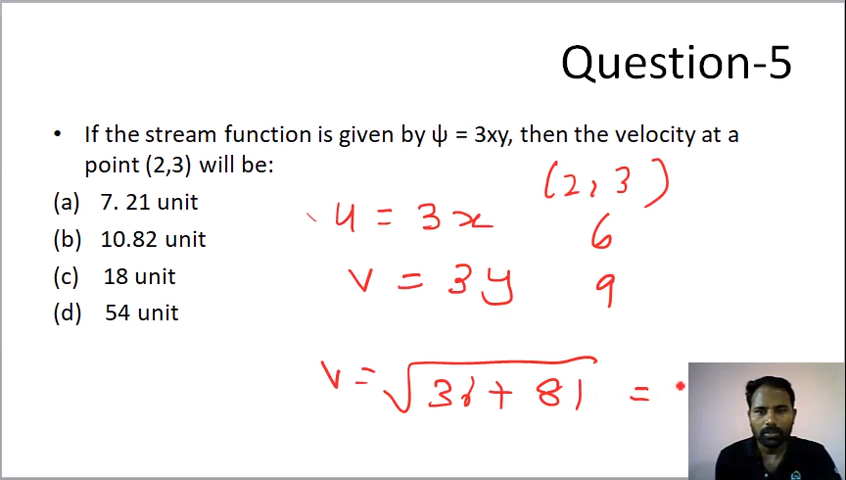 Question-5
• If the stream function is given by ψ = 3xy, then the velocity at a
point (2,3) will be:
(a) 7. 21 unit
(b) 10.82 unit
(c) 18 unit
(d) 54 unit
(2, 3)
u = 3x 6
v = 3y 9
v = √36 + 81 =